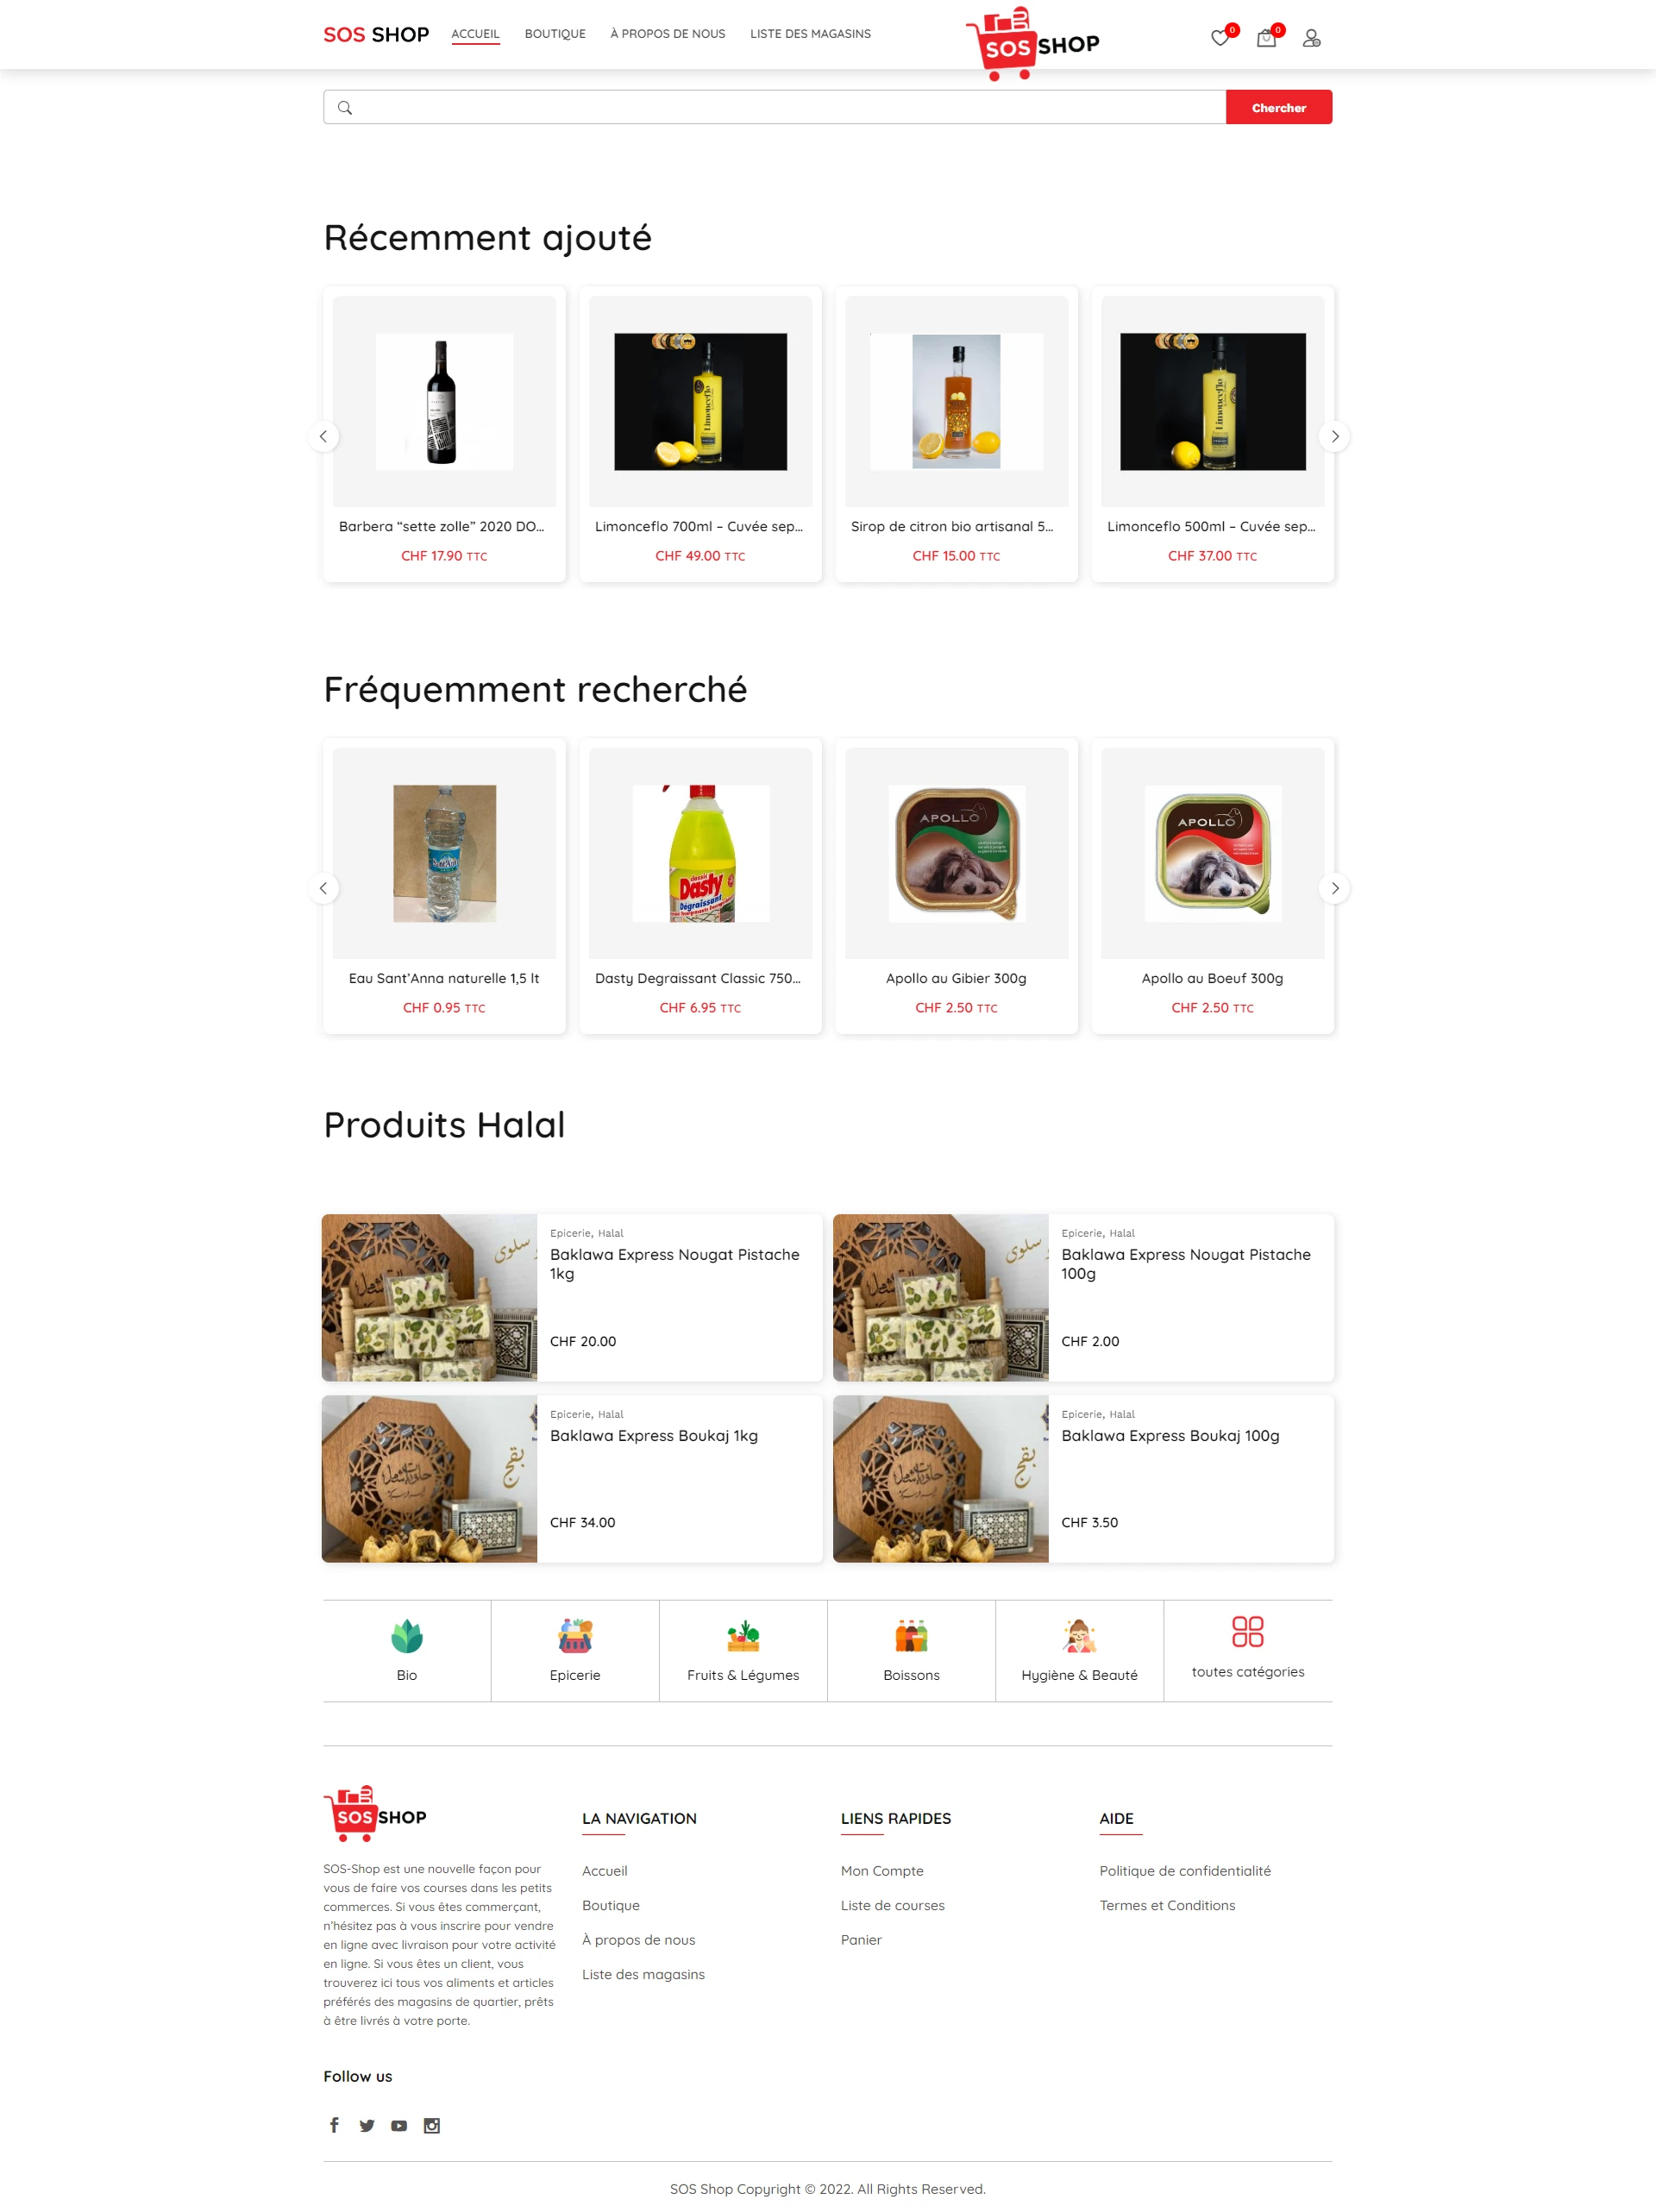 SOS SHOP
ACCUEIL
BOUTIQUE
À PROPOS DE NOUS
LISTE DES MAGASINS
SOS SHOP
0
0
Chercher
Récemment ajouté
Limonceflo
Limonceflo
Barbera “sette zolle” 2020 DO...
CHF 17.90 TTC
Limonceflo 700ml – Cuvée sep...
CHF 49.00 TTC
Sirop de citron bio artisanal 5...
CHF 15.00 TTC
Limonceflo 500ml – Cuvée sep...
CHF 37.00 TTC
Fréquemment recherché
classic
Dasty
Dégraissant
APOLLO
APOLLO
Eau Sant’Anna naturelle 1,5 lt
CHF 0.95 TTC
Dasty Degraissant Classic 750...
CHF 6.95 TTC
Apollo au Gibier 300g
CHF 2.50 TTC
Apollo au Boeuf 300g
CHF 2.50 TTC
Produits Halal
Epicerie, Halal
Baklawa Express Nougat Pistache
1kg
CHF 20.00
Epicerie, Halal
Baklawa Express Nougat Pistache
100g
CHF 2.00
Epicerie, Halal
Baklawa Express Boukaj 1kg
CHF 34.00
Epicerie, Halal
Baklawa Express Boukaj 100g
CHF 3.50
Bio
Epicerie
Fruits & Légumes
Boissons
Hygiène & Beauté
toutes catégories
SOS SHOP
SOS-Shop est une nouvelle façon pour
vous de faire vos courses dans les petits
commerces. Si vous êtes commerçant,
n’hésitez pas à vous inscrire pour vendre
en ligne avec livraison pour votre activité
en ligne. Si vous êtes un client, vous
trouverez ici tous vos aliments et articles
préférés des magasins de quartier, prêts
à être livrés à votre porte.
Follow us
LA NAVIGATION
Accueil
Boutique
À propos de nous
Liste des magasins
LIENS RAPIDES
Mon Compte
Liste de courses
Panier
AIDE
Politique de confidentialité
Termes et Conditions
SOS Shop Copyright © 2022. All Rights Reserved.